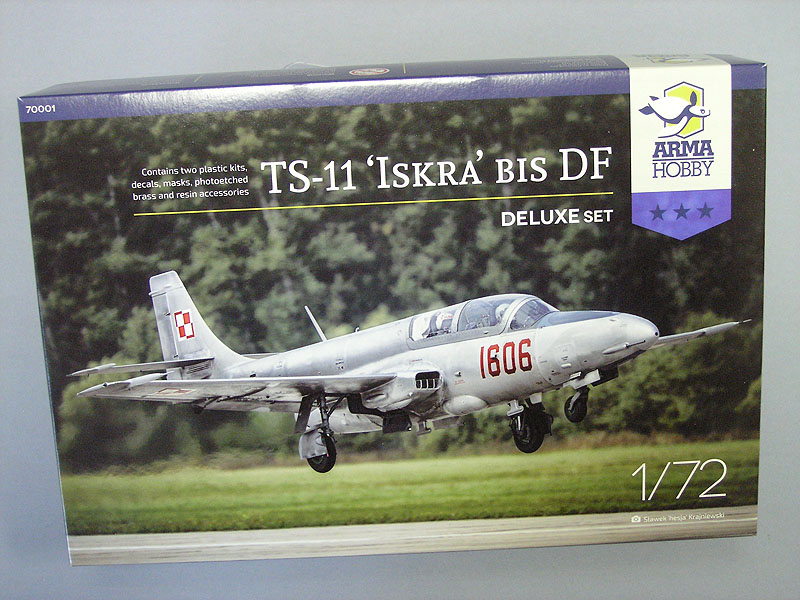 70001
Contains two plastic kits,
decals, masks, photoetched
brass and resin accessories
TS-11 ‘ISKRA’ BIS DF
DELUXE SET
ARMA
HOBBY
1606
1/72
Sławek 'hesja' Krajniewski